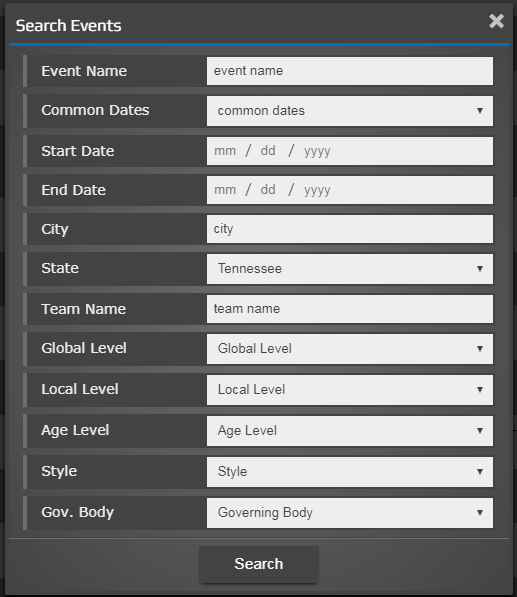 Search Events ✖
Event Name event name
Common Dates common dates
Start Date mm / dd / yyyy
End Date mm / dd / yyyy
City city
State Tennessee
Team Name team name
Global Level Global Level
Local Level Local Level
Age Level Age Level
Style Style
Gov. Body Governing Body
Search